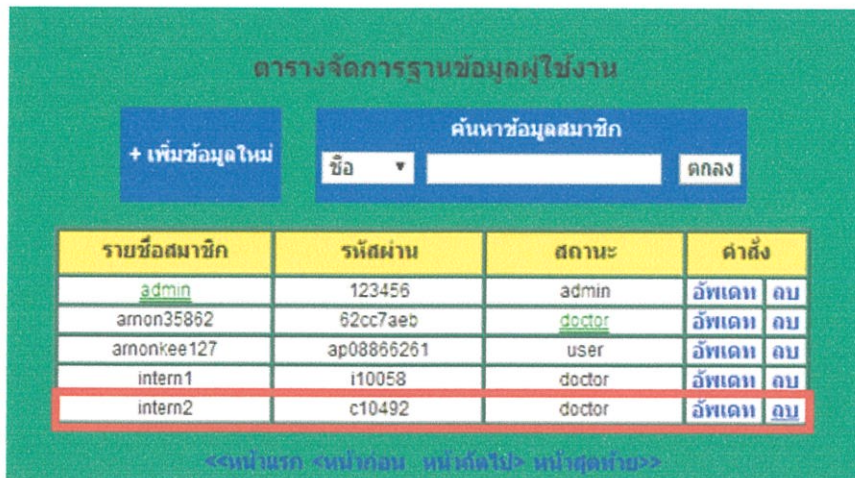 ตารางจัดการฐานข้อมูลผู้ใช้งาน
+ เพิ่มข้อมูลใหม่
ค้นหาข้อมูลสมาชิก
ชื่อ ▼ ตกลง
รายชื่อสมาชิก รหัสผ่าน สถานะ คำสั่ง
admin 123456 admin อัพเดท ลบ
arnon35862 62cc7aeb doctor อัพเดท ลบ
arnonkee127 ap08866261 user อัพเดท ลบ
intern1 i10058 doctor อัพเดท ลบ
intern2 c10492 doctor อัพเดท ลบ
<<หน้าแรก <หน้าก่อน หน้าถัดไป> หน้าสุดท้าย>>